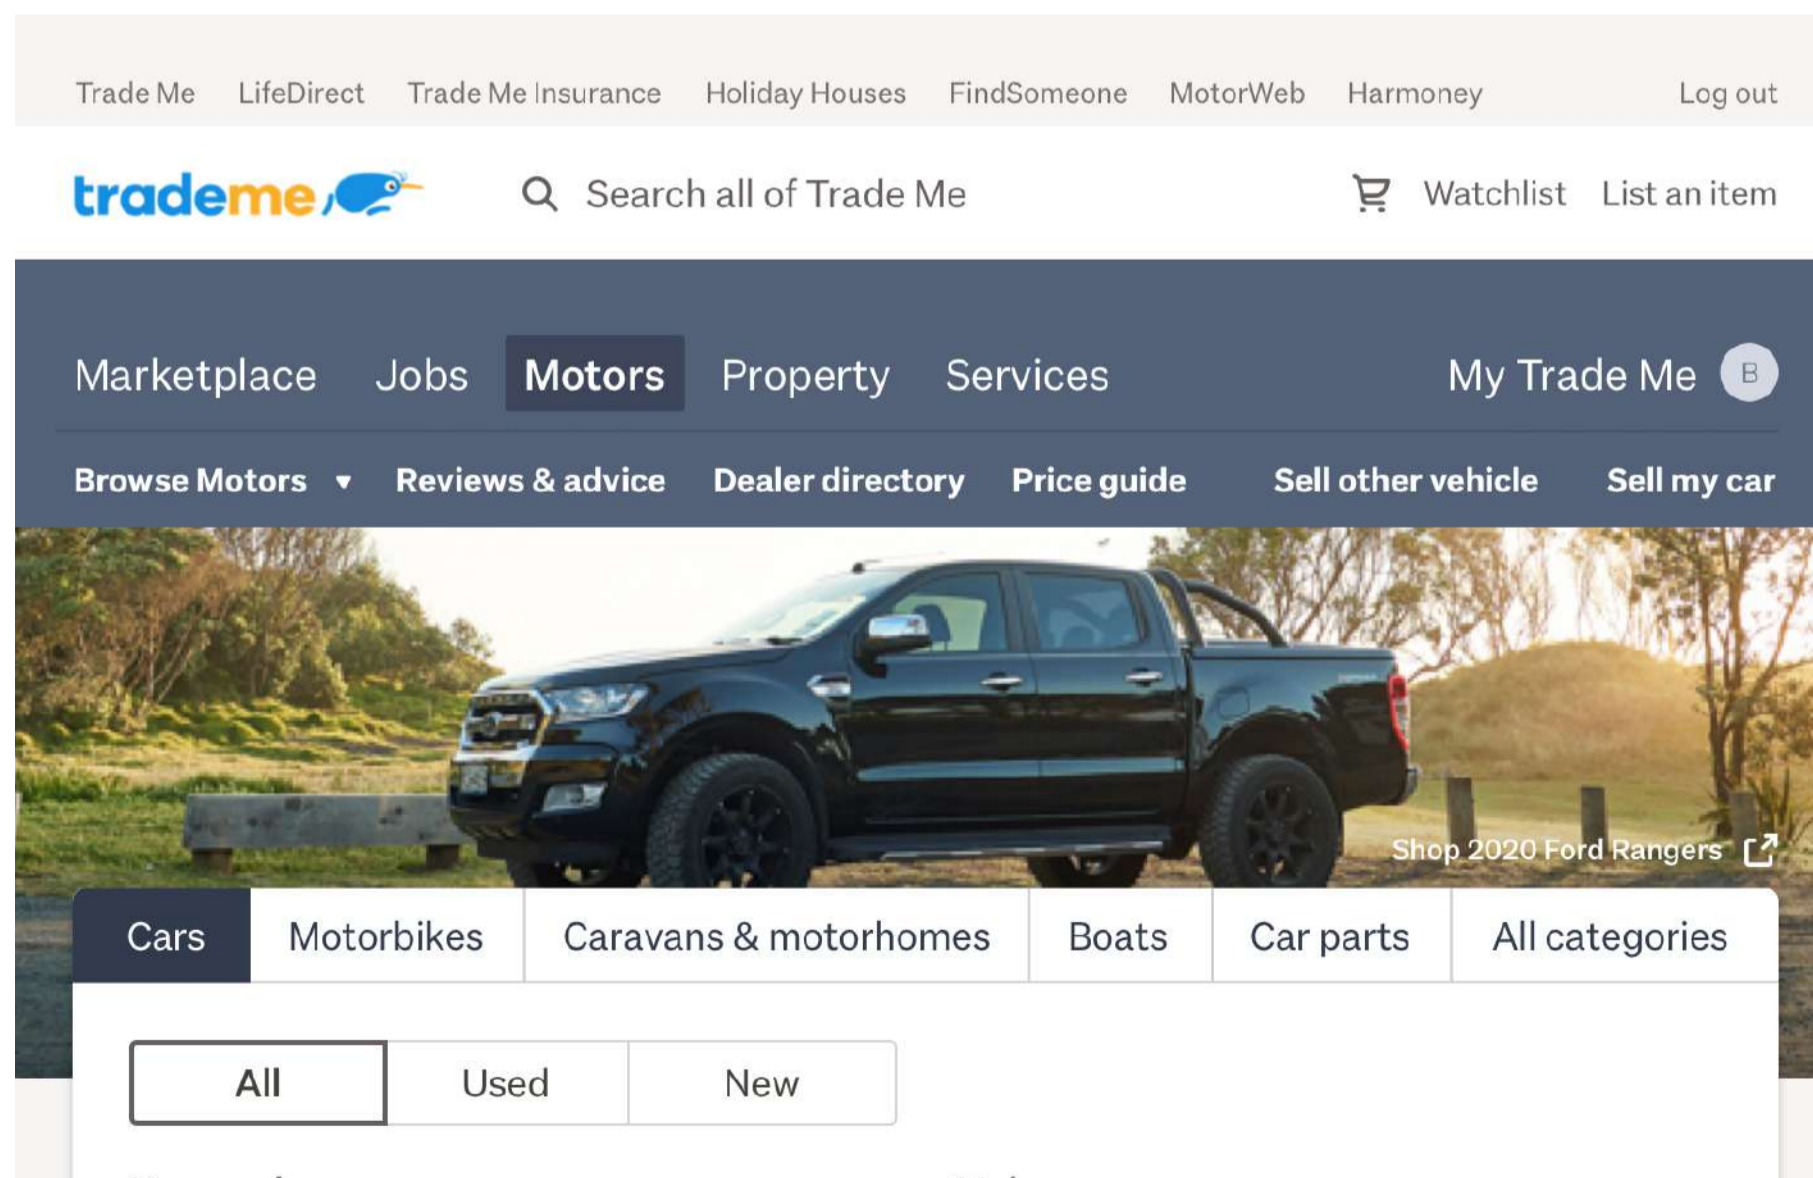 Trade Me LifeDirect Trade Me Insurance Holiday Houses FindSomeone MotorWeb Harmoney Log out
trademe Search all of Trade Me Watchlist List an item
Marketplace Jobs Motors Property Services My Trade Me B
Browse Motors Reviews & advice Dealer directory Price guide Sell other vehicle Sell my car
Shop 2020 Ford Rangers
Cars Motorbikes Caravans & motorhomes Boats Car parts All categories
All Used New